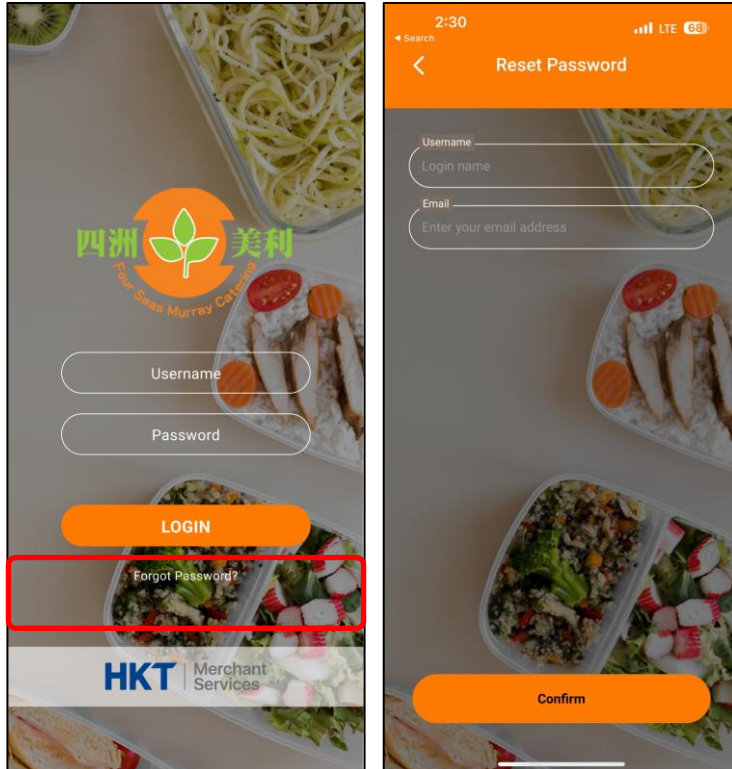 四洲 美利
Four Seas Murray Catering
Username
Password
LOGIN
Forgot Password?
HKT Merchant
Services
2:30
LTE 68
◄ Search
Reset Password
Username
Login name
Email
Enter your email address
Confirm